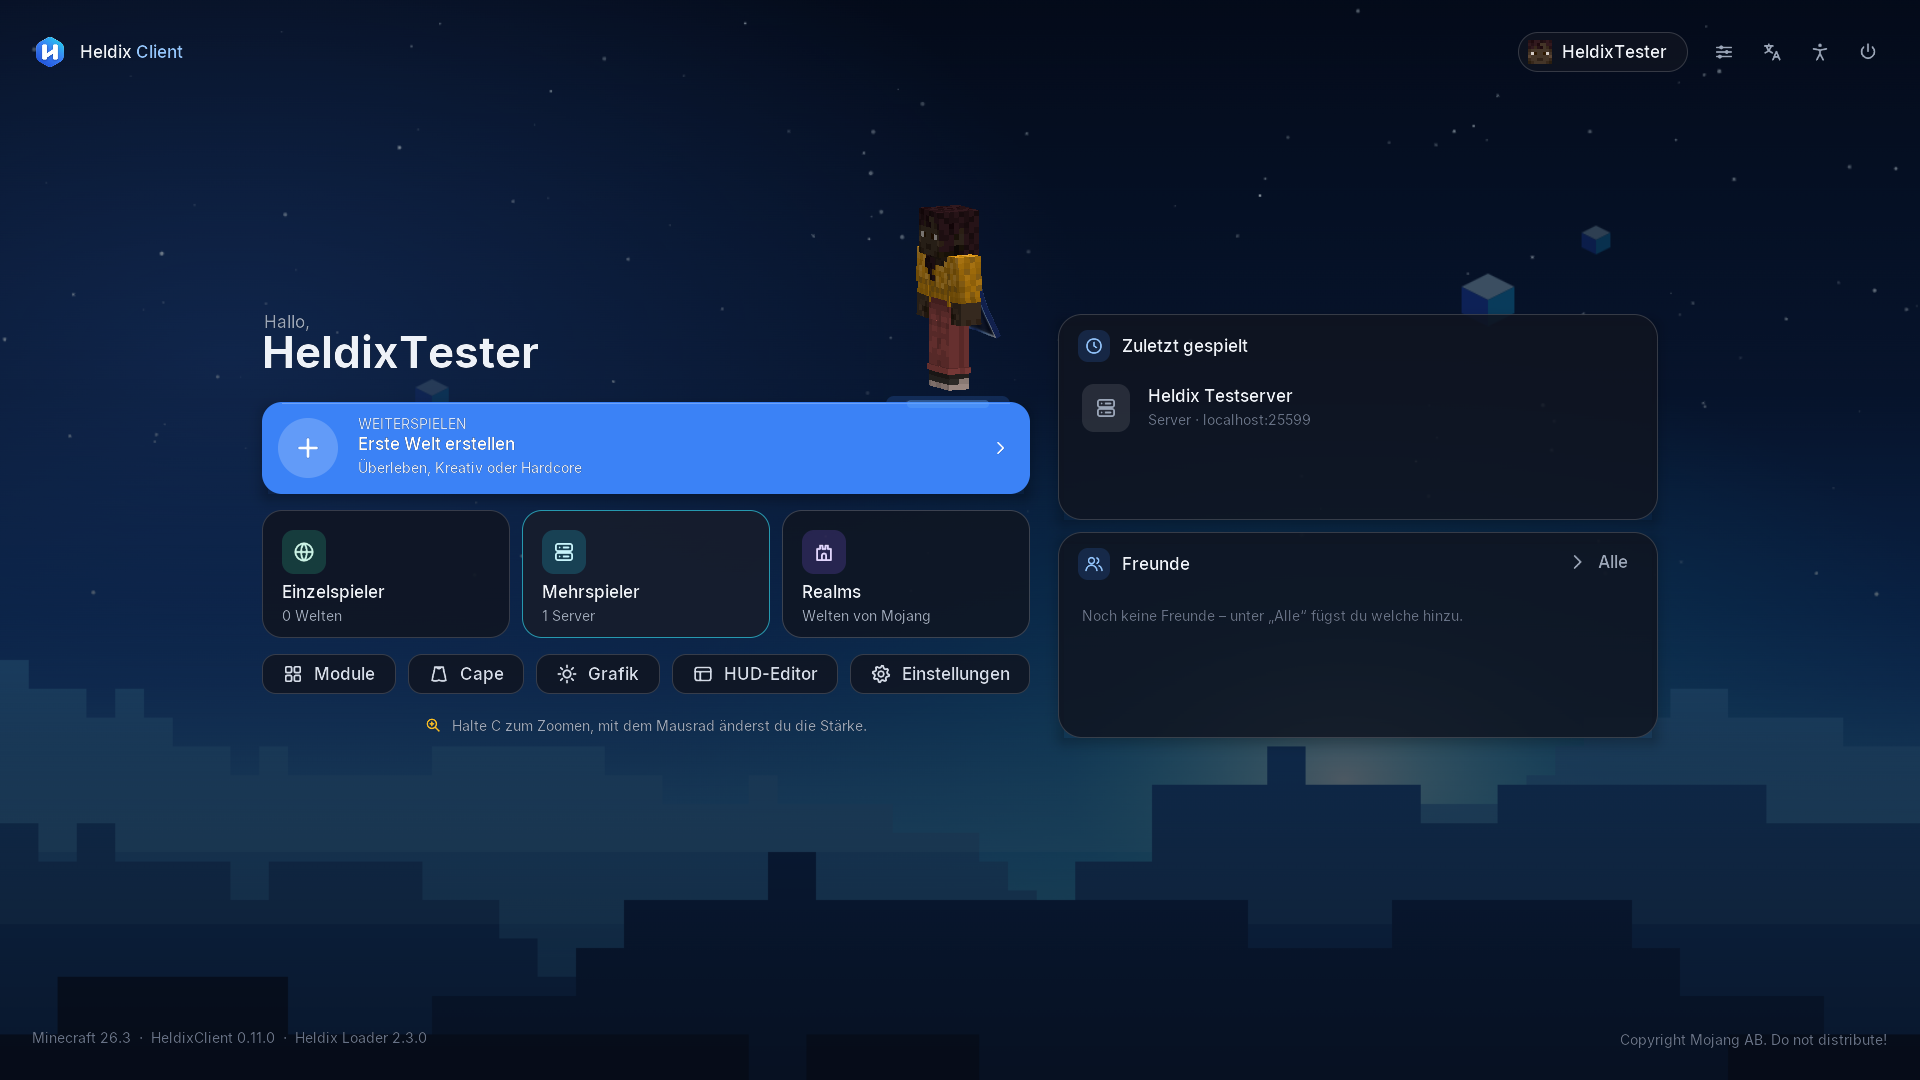 Heldix Client
HeldixTester
Hallo,
HeldixTester
WEITERSPIELEN
Erste Welt erstellen
Überleben, Kreativ oder Hardcore
Einzelspieler
0 Welten
Mehrspieler
1 Server
Realms
Welten von Mojang
Module
Cape
Grafik
HUD-Editor
Einstellungen
Halte C zum Zoomen, mit dem Mausrad änderst du die Stärke.
Zuletzt gespielt
Heldix Testserver
Server · localhost:25599
Freunde
Alle
Noch keine Freunde – unter „Alle“ fügst du welche hinzu.
Minecraft 26.3 · HeldixClient 0.11.0 · Heldix Loader 2.3.0
Copyright Mojang AB. Do not distribute!